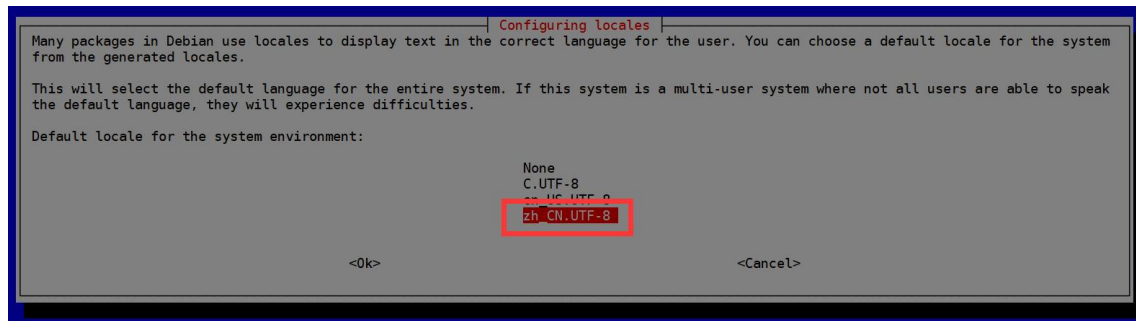 Configuring locales
Many packages in Debian use locales to display text in the correct language for the user. You can choose a default locale for the system
from the generated locales.
This will select the default language for the entire system. If this system is a multi-user system where not all users are able to speak
the default language, they will experience difficulties.
Default locale for the system environment:
None
C.UTF-8
en_US.UTF-8
zh_CN.UTF-8
<Ok> <Cancel>